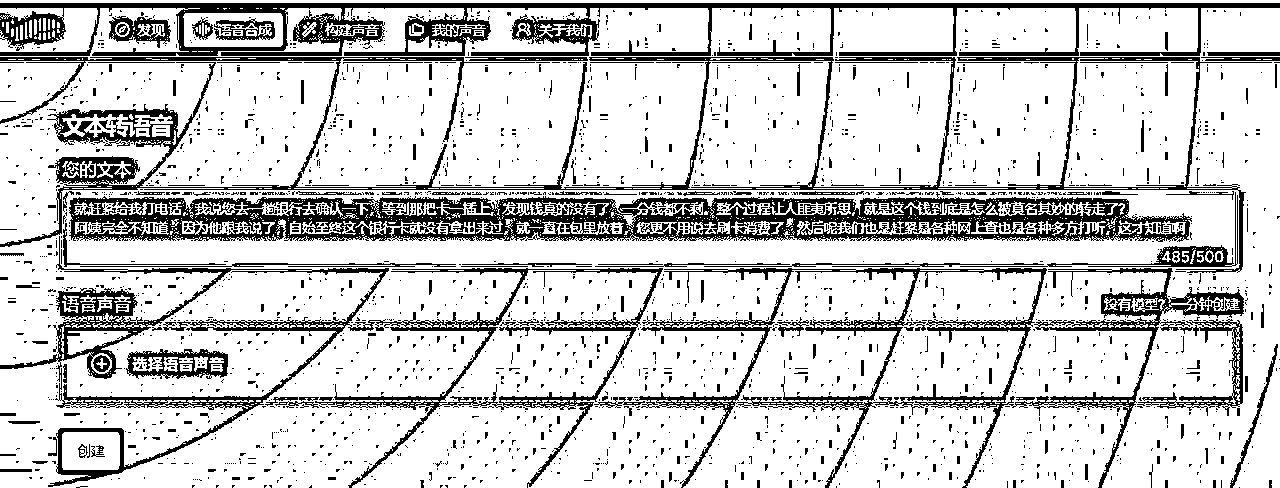 发现
语音合成
构建声音
我的声音
关于我们
文本转语音
您的文本
就赶紧给我打电话，我说您去一趟银行去确认一下，等到那把卡一插上，发现钱真的没有了，一分钱都不剩，整个过程让人匪夷所思，就是这个钱到底是怎么被莫名其妙的转走了？
阿姨完全不知道，因为他跟我说了，自始至终这个银行卡就没有拿出来过，就一直在包里放着，您更不用说去刷卡消费了，然后呢我们也是赶紧是各种网上查也是各种多方打听，这才知道啊
485/500
语音声音
没有模型？一分钟创建
选择语音声音
创建